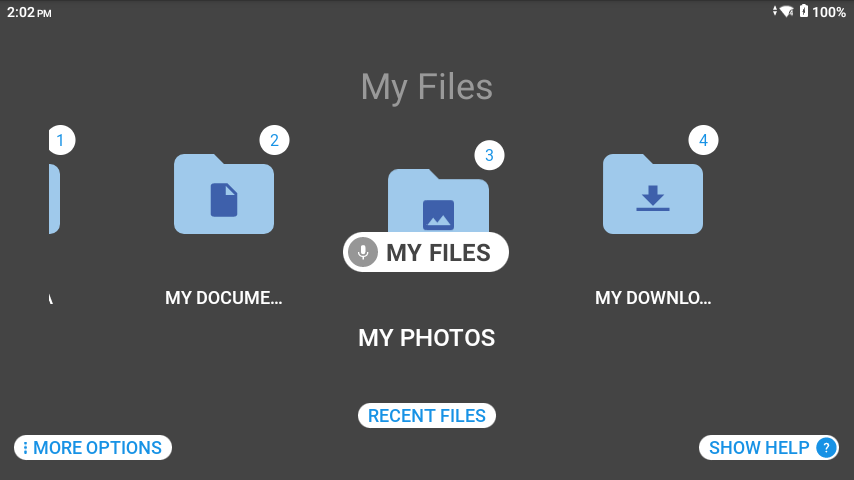 2:02 PM
100%
My Files
1
2
3
4
MY FILES
MY DOCUME...
MY DOWNLO...
MY PHOTOS
RECENT FILES
MORE OPTIONS
SHOW HELP ?